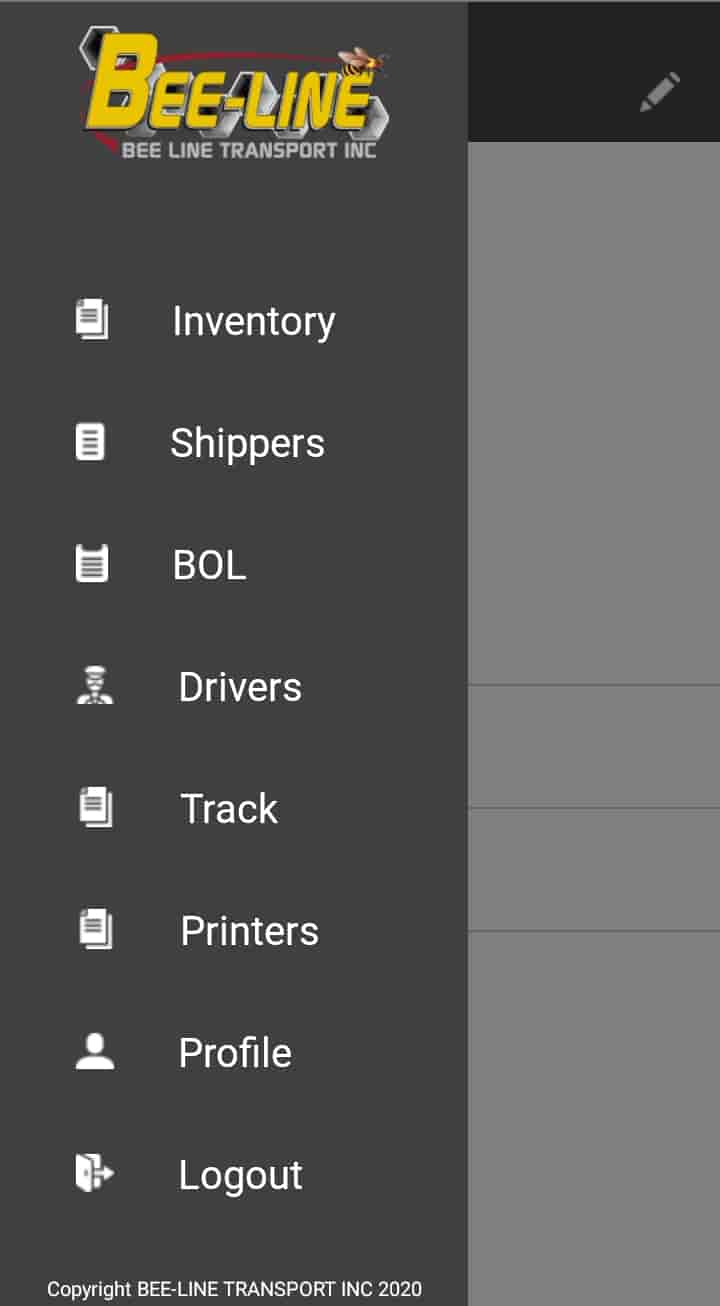 BEE-LINE
BEE LINE TRANSPORT INC
Inventory
Shippers
BOL
Drivers
Track
Printers
Profile
Logout
Copyright BEE-LINE TRANSPORT INC 2020